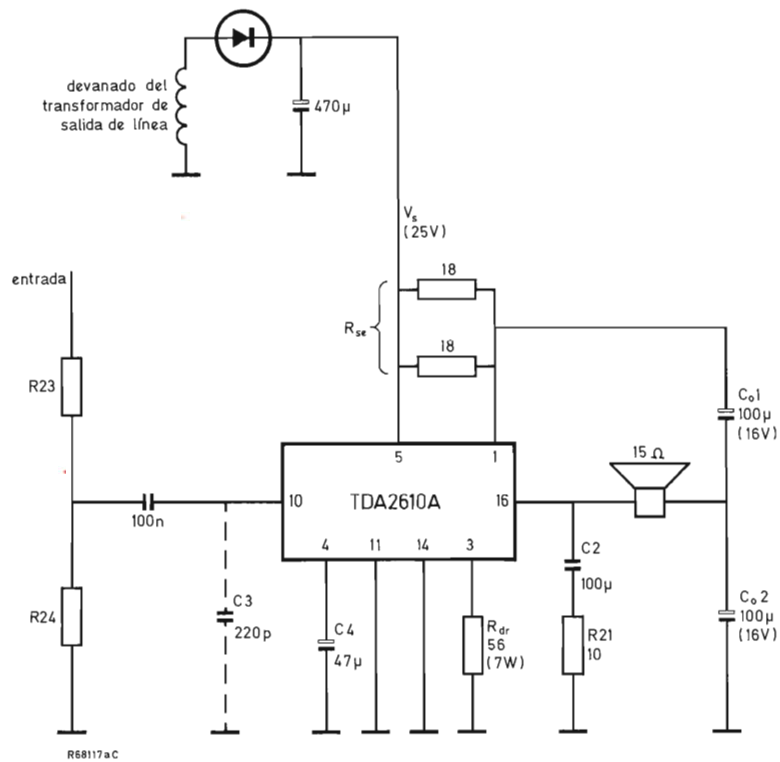 devanado del
transformador de
salida de línea
470µ
Vs
(25V)
18
Rse
18
entrada
R23
Co1
100µ
(16V)
15 Ω
5
1
10
TDA2610A
16
100n
4
11
14
3
C2
100µ
R24
C3
220p
C4
47µ
Rdr
56
(7W)
R21
10
Co2
100µ
(16V)
R68117aC